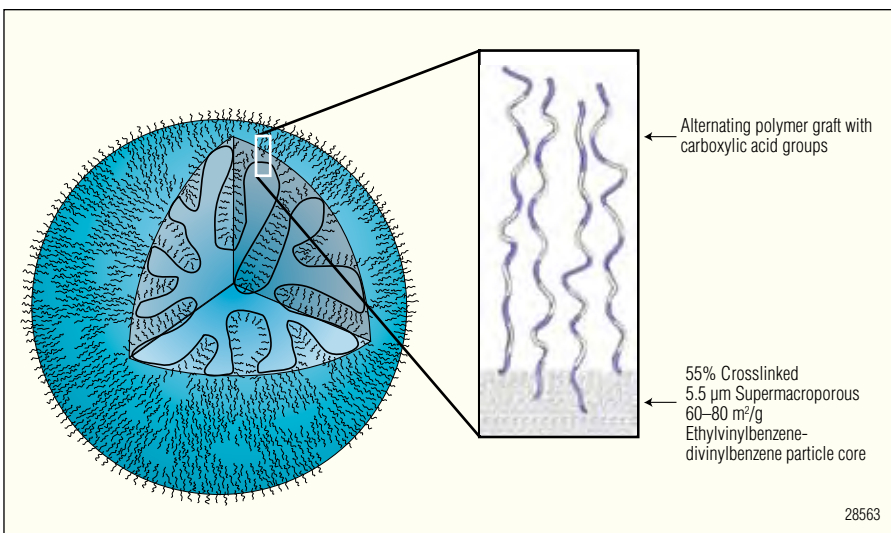 Alternating polymer graft with
carboxylic acid groups
55% Crosslinked
5.5 µm Supermacroporous
60–80 m²/g
Ethylvinylbenzene-
divinylbenzene particle core
28563